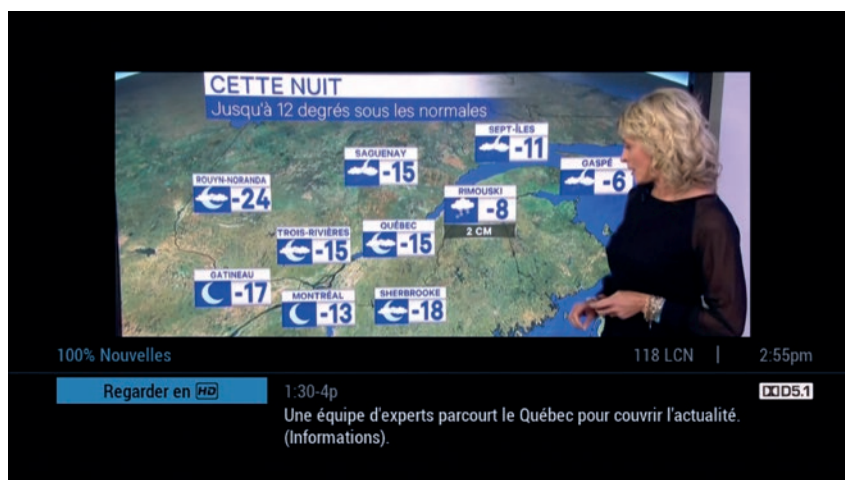 CETTE NUIT
Jusqu'à 12 degrés sous les normales
SEPT-ÎLES
-11
SAGUENAY
-15
GASPÉ
-6
ROUYN-NORANDA
-24
RIMOUSKI
-8
2 CM
TROIS-RIVIÈRES
-15
QUÉBEC
-15
GATINEAU
-17
MONTRÉAL
-13
SHERBROOKE
-18
100% Nouvelles
118 LCN | 2:55pm
Regarder en HD
1:30-4p
DD5.1
Une équipe d'experts parcourt le Québec pour couvrir l'actualité.
(Informations).